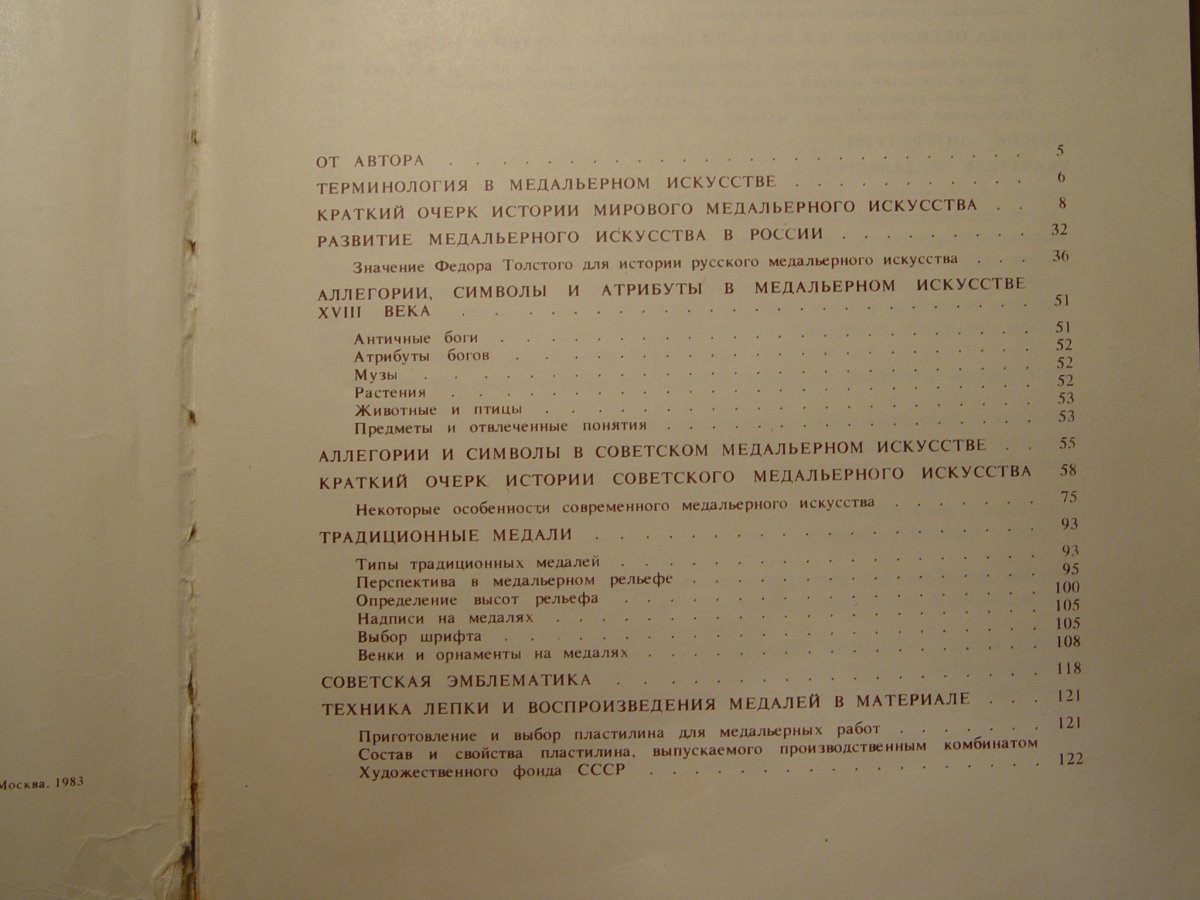 ОТ АВТОРА . . . . . . . . . . . . . . . . . . . . . . 5
ТЕРМИНОЛОГИЯ В МЕДАЛЬЕРНОМ ИСКУССТВЕ . . . . . . . . . 6
КРАТКИЙ ОЧЕРК ИСТОРИИ МИРОВОГО МЕДАЛЬЕРНОГО ИСКУССТВА . . 8
РАЗВИТИЕ МЕДАЛЬЕРНОГО ИСКУССТВА В РОССИИ . . . . . . . . 32
Значение Федора Толстого для истории русского медальерного искусства . . . 36
АЛЛЕГОРИИ, СИМВОЛЫ И АТРИБУТЫ В МЕДАЛЬЕРНОМ ИСКУССТВЕ
XVIII ВЕКА . . . . . . . . . . . . . . . . . . . . . 51
Античные боги . . . . . . . . . . . . . . . . . . . . 51
Атрибуты богов . . . . . . . . . . . . . . . . . . . . 52
Музы . . . . . . . . . . . . . . . . . . . . . . . 52
Растения . . . . . . . . . . . . . . . . . . . . . . 52
Животные и птицы . . . . . . . . . . . . . . . . . . . 53
Предметы и отвлеченные понятия . . . . . . . . . . . . . . 53
АЛЛЕГОРИИ И СИМВОЛЫ В СОВЕТСКОМ МЕДАЛЬЕРНОМ ИСКУССТВЕ . . 55
КРАТКИЙ ОЧЕРК ИСТОРИИ СОВЕТСКОГО МЕДАЛЬЕРНОГО ИСКУССТВА 58
Некоторые особенности современного медальерного искусства . . . . . . 75
ТРАДИЦИОННЫЕ МЕДАЛИ . . . . . . . . . . . . . . . . . 93
Типы традиционных медалей . . . . . . . . . . . . . . . . 93
Перспектива в медальерном рельефе . . . . . . . . . . . . . 95
Определение высот рельефа . . . . . . . . . . . . . . . . 100
Надписи на медалях . . . . . . . . . . . . . . . . . . 105
Выбор шрифта . . . . . . . . . . . . . . . . . . . . 105
Венки и орнаменты на медалях . . . . . . . . . . . . . . . 108
СОВЕТСКАЯ ЭМБЛЕМАТИКА . . . . . . . . . . . . . . . . 118
ТЕХНИКА ЛЕПКИ И ВОСПРОИЗВЕДЕНИЯ МЕДАЛЕЙ В МАТЕРИАЛЕ . . . 121
Приготовление и выбор пластилина для медальерных работ . . . . . . 121
Состав и свойства пластилина, выпускаемого производственным комбинатом
Художественного фонда СССР . . . . . . . . . . . . . . . 122
Москва. 1983